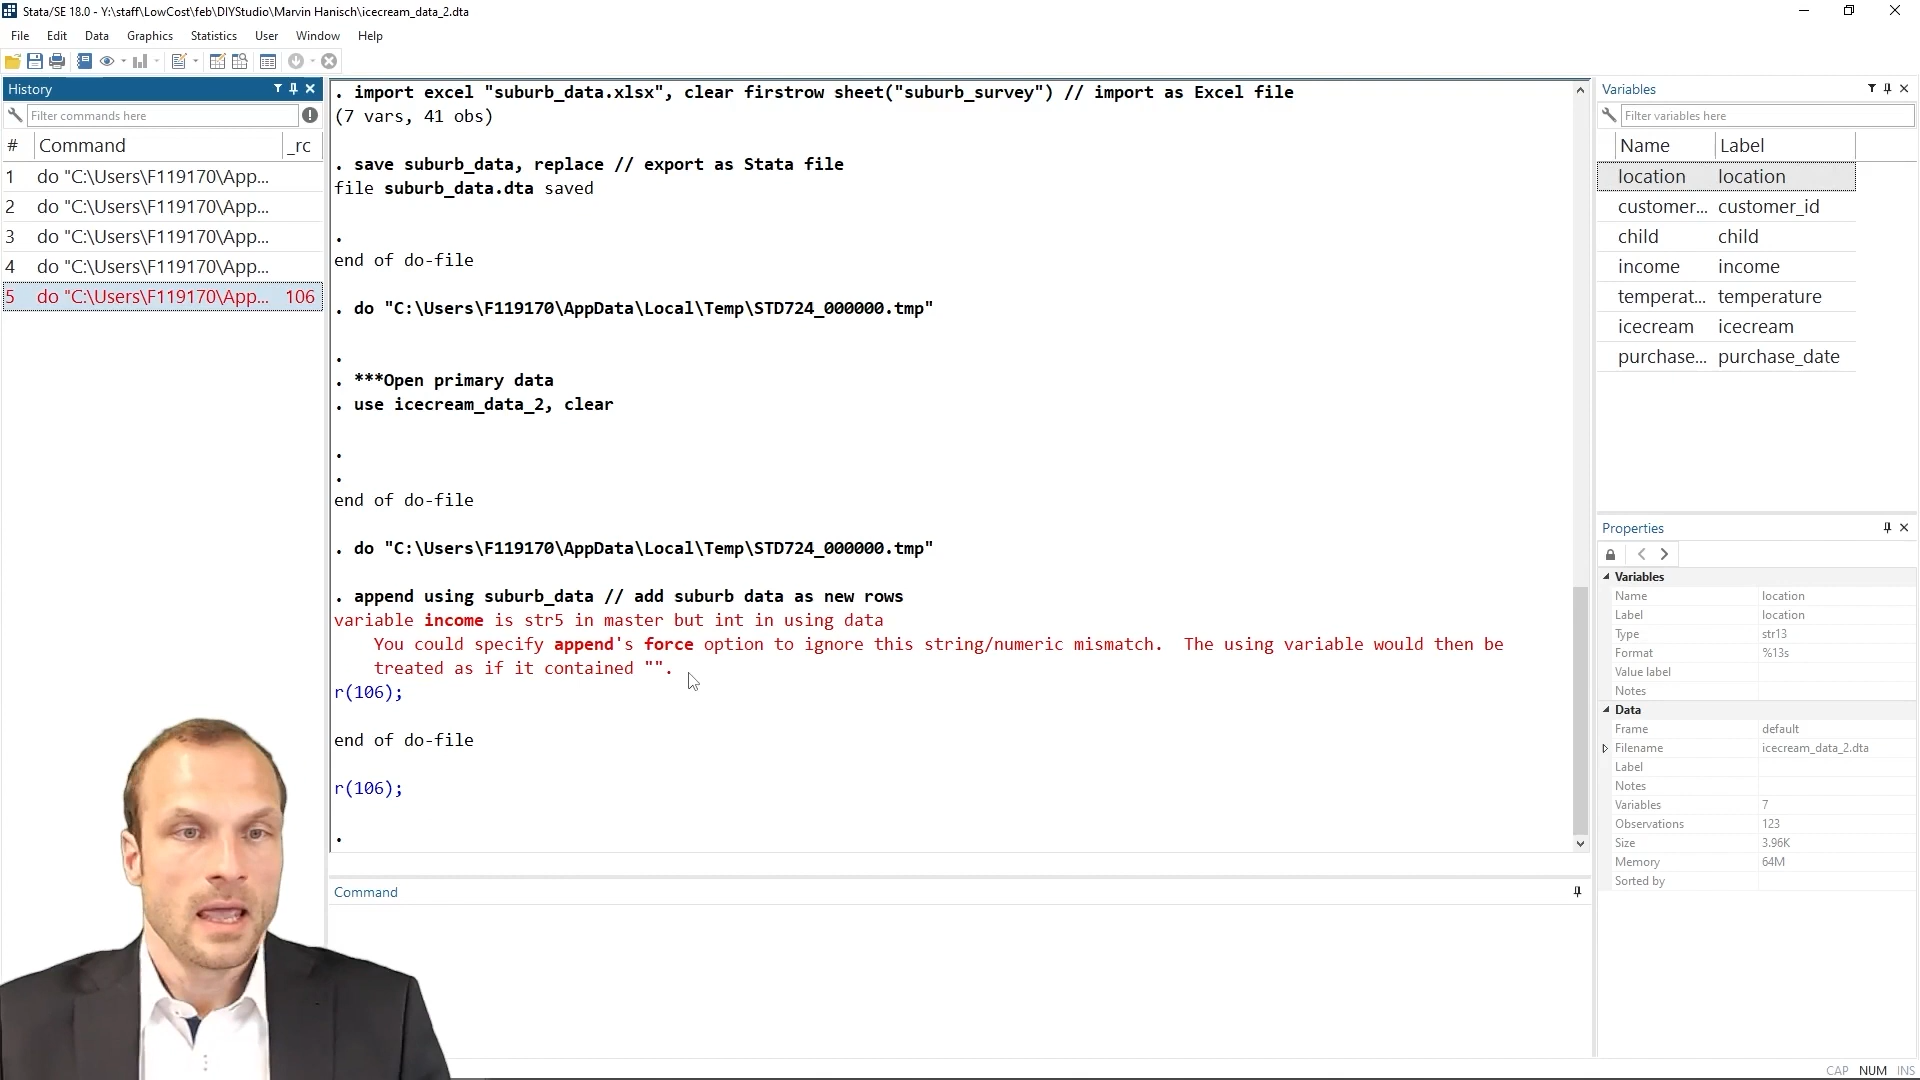 Stata/SE 18.0 - Y:\staff\LowCost\feb\DIYStudio\Marvin Hanisch\icecream_data_2.dta
File Edit Data Graphics Statistics User Window Help
History
Filter commands here
# Command _rc
1 do "C:\Users\F119170\App...
2 do "C:\Users\F119170\App...
3 do "C:\Users\F119170\App...
4 do "C:\Users\F119170\App...
5 do "C:\Users\F119170\App... 106
. import excel "suburb_data.xlsx", clear firstrow sheet("suburb_survey") // import as Excel file
(7 vars, 41 obs)
. save suburb_data, replace // export as Stata file
file suburb_data.dta saved
.
end of do-file
. do "C:\Users\F119170\AppData\Local\Temp\STD724_000000.tmp"
.
. ***Open primary data
. use icecream_data_2, clear
.
.
end of do-file
. do "C:\Users\F119170\AppData\Local\Temp\STD724_000000.tmp"
. append using suburb_data // add suburb data as new rows
variable income is str5 in master but int in using data
You could specify append's force option to ignore this string/numeric mismatch.  The using variable would then be
treated as if it contained "".
r(106);
end of do-file
r(106);
.
Command
Variables
Filter variables here
Name Label
location location
customer... customer_id
child child
income income
temperat... temperature
icecream icecream
purchase... purchase_date
Properties
Variables
Name location
Label location
Type str13
Format %13s
Value label
Notes
Data
Frame default
Filename icecream_data_2.dta
Label
Notes
Variables 7
Observations 123
Size 3.96K
Memory 64M
Sorted by
CAP NUM INS